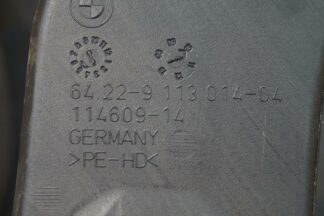 64.22-9 113 014-04
114609-14
GERMANY
>PE-HD<